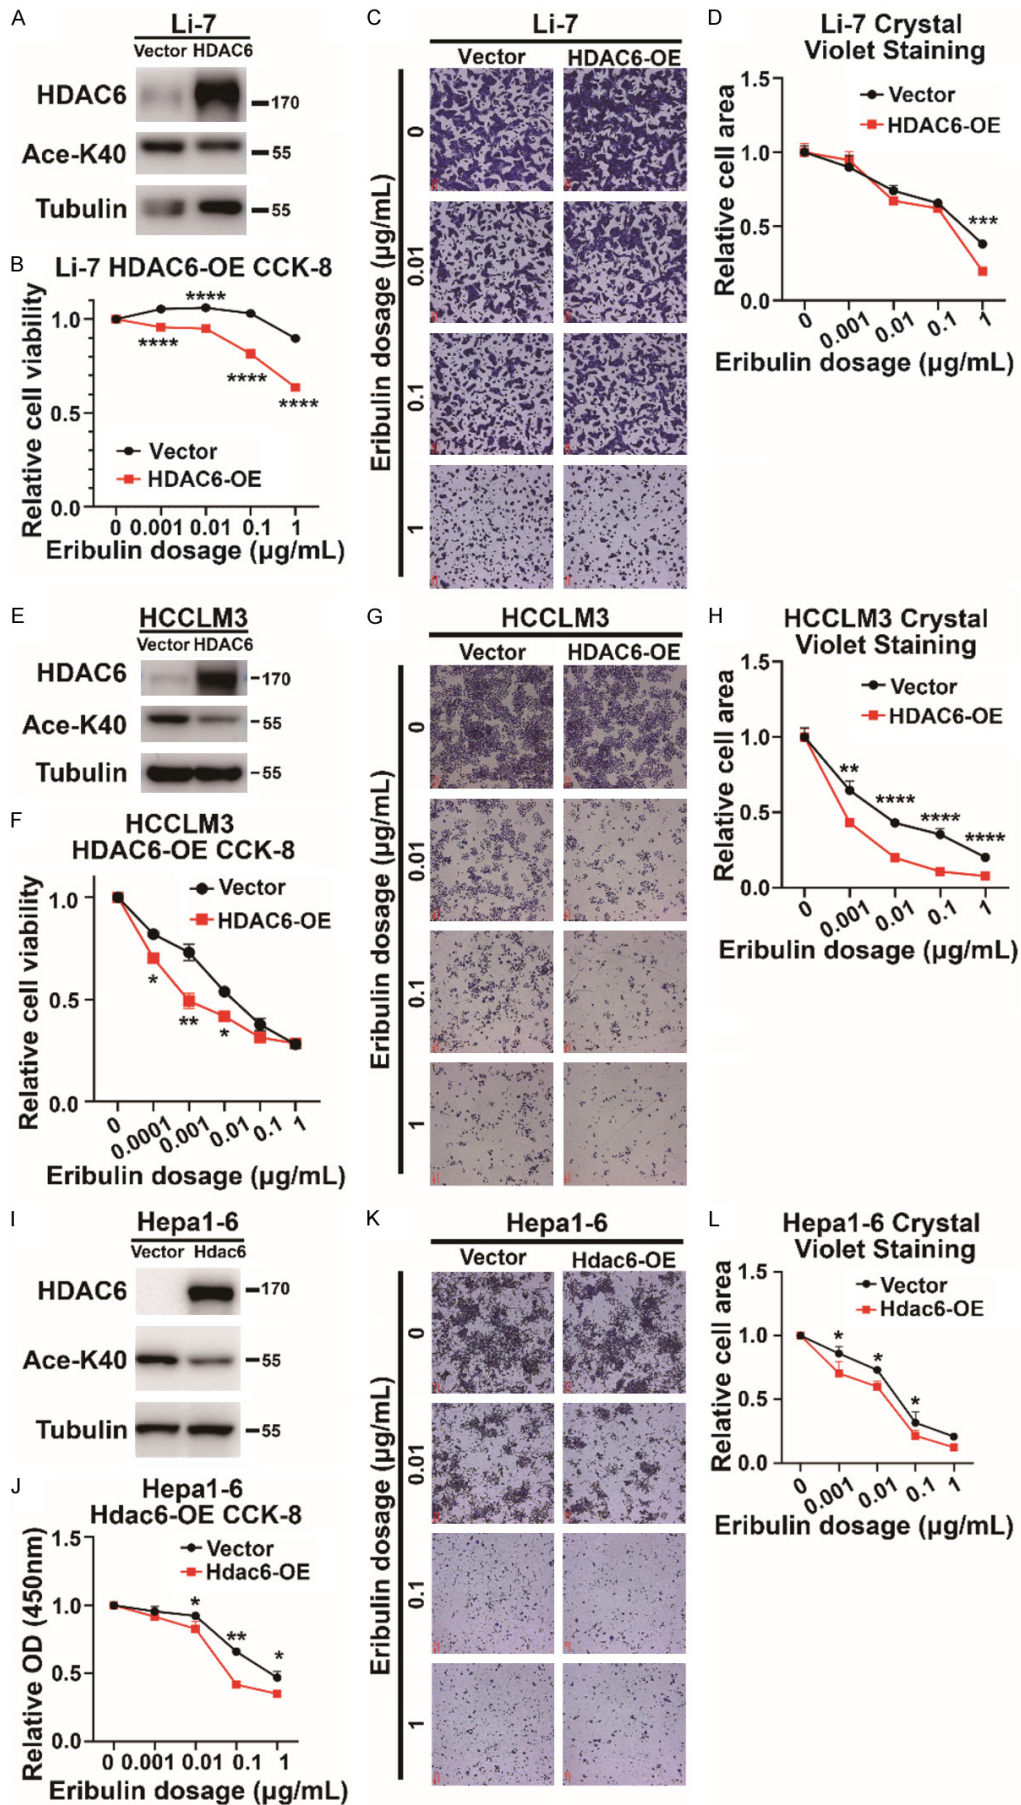 A
Li-7
Vector HDAC6
HDAC6
170
Ace-K40
55
Tubulin
55
B
Li-7 HDAC6-OE CCK-8
Relative cell viability
1.0
0.5
0.0
****
****
****
****
Vector
HDAC6-OE
0 0.001 0.01 0.1 1
Eribulin dosage (µg/mL)
C
Li-7
Vector HDAC6-OE
Eribulin dosage (µg/mL)
0
0.01
0.1
1
D
Li-7 Crystal
Violet Staining
Relative cell area
1.5
1.0
0.5
0.0
Vector
HDAC6-OE
***
0 0.001 0.01 0.1 1
Eribulin dosage (µg/mL)
E
HCCLM3
Vector HDAC6
HDAC6
170
Ace-K40
55
Tubulin
55
F
HCCLM3
HDAC6-OE CCK-8
Relative cell viability
1.0
0.5
0.0
Vector
HDAC6-OE
*
**
*
0 0.0001 0.001 0.01 0.1 1
Eribulin dosage (µg/mL)
G
HCCLM3
Vector HDAC6-OE
Eribulin dosage (µg/mL)
0
0.01
0.1
1
H
HCCLM3 Crystal
Violet Staining
Relative cell area
1.5
1.0
0.5
0.0
Vector
HDAC6-OE
**
****
****
****
0 0.001 0.01 0.1 1
Eribulin dosage (µg/mL)
I
Hepa1-6
Vector Hdac6
HDAC6
170
Ace-K40
55
Tubulin
55
J
Hepa1-6
Hdac6-OE CCK-8
Relative OD (450nm)
1.5
1.0
0.5
0.0
Vector
Hdac6-OE
*
**
*
0 0.001 0.01 0.1 1
Eribulin dosage (µg/mL)
K
Hepa1-6
Vector Hdac6-OE
Eribulin dosage (µg/mL)
0
0.01
0.1
1
L
Hepa1-6 Crystal
Violet Staining
Relative cell area
1.5
1.0
0.5
0.0
Vector
Hdac6-OE
*
*
*
0 0.001 0.01 0.1 1
Eribulin dosage (µg/mL)